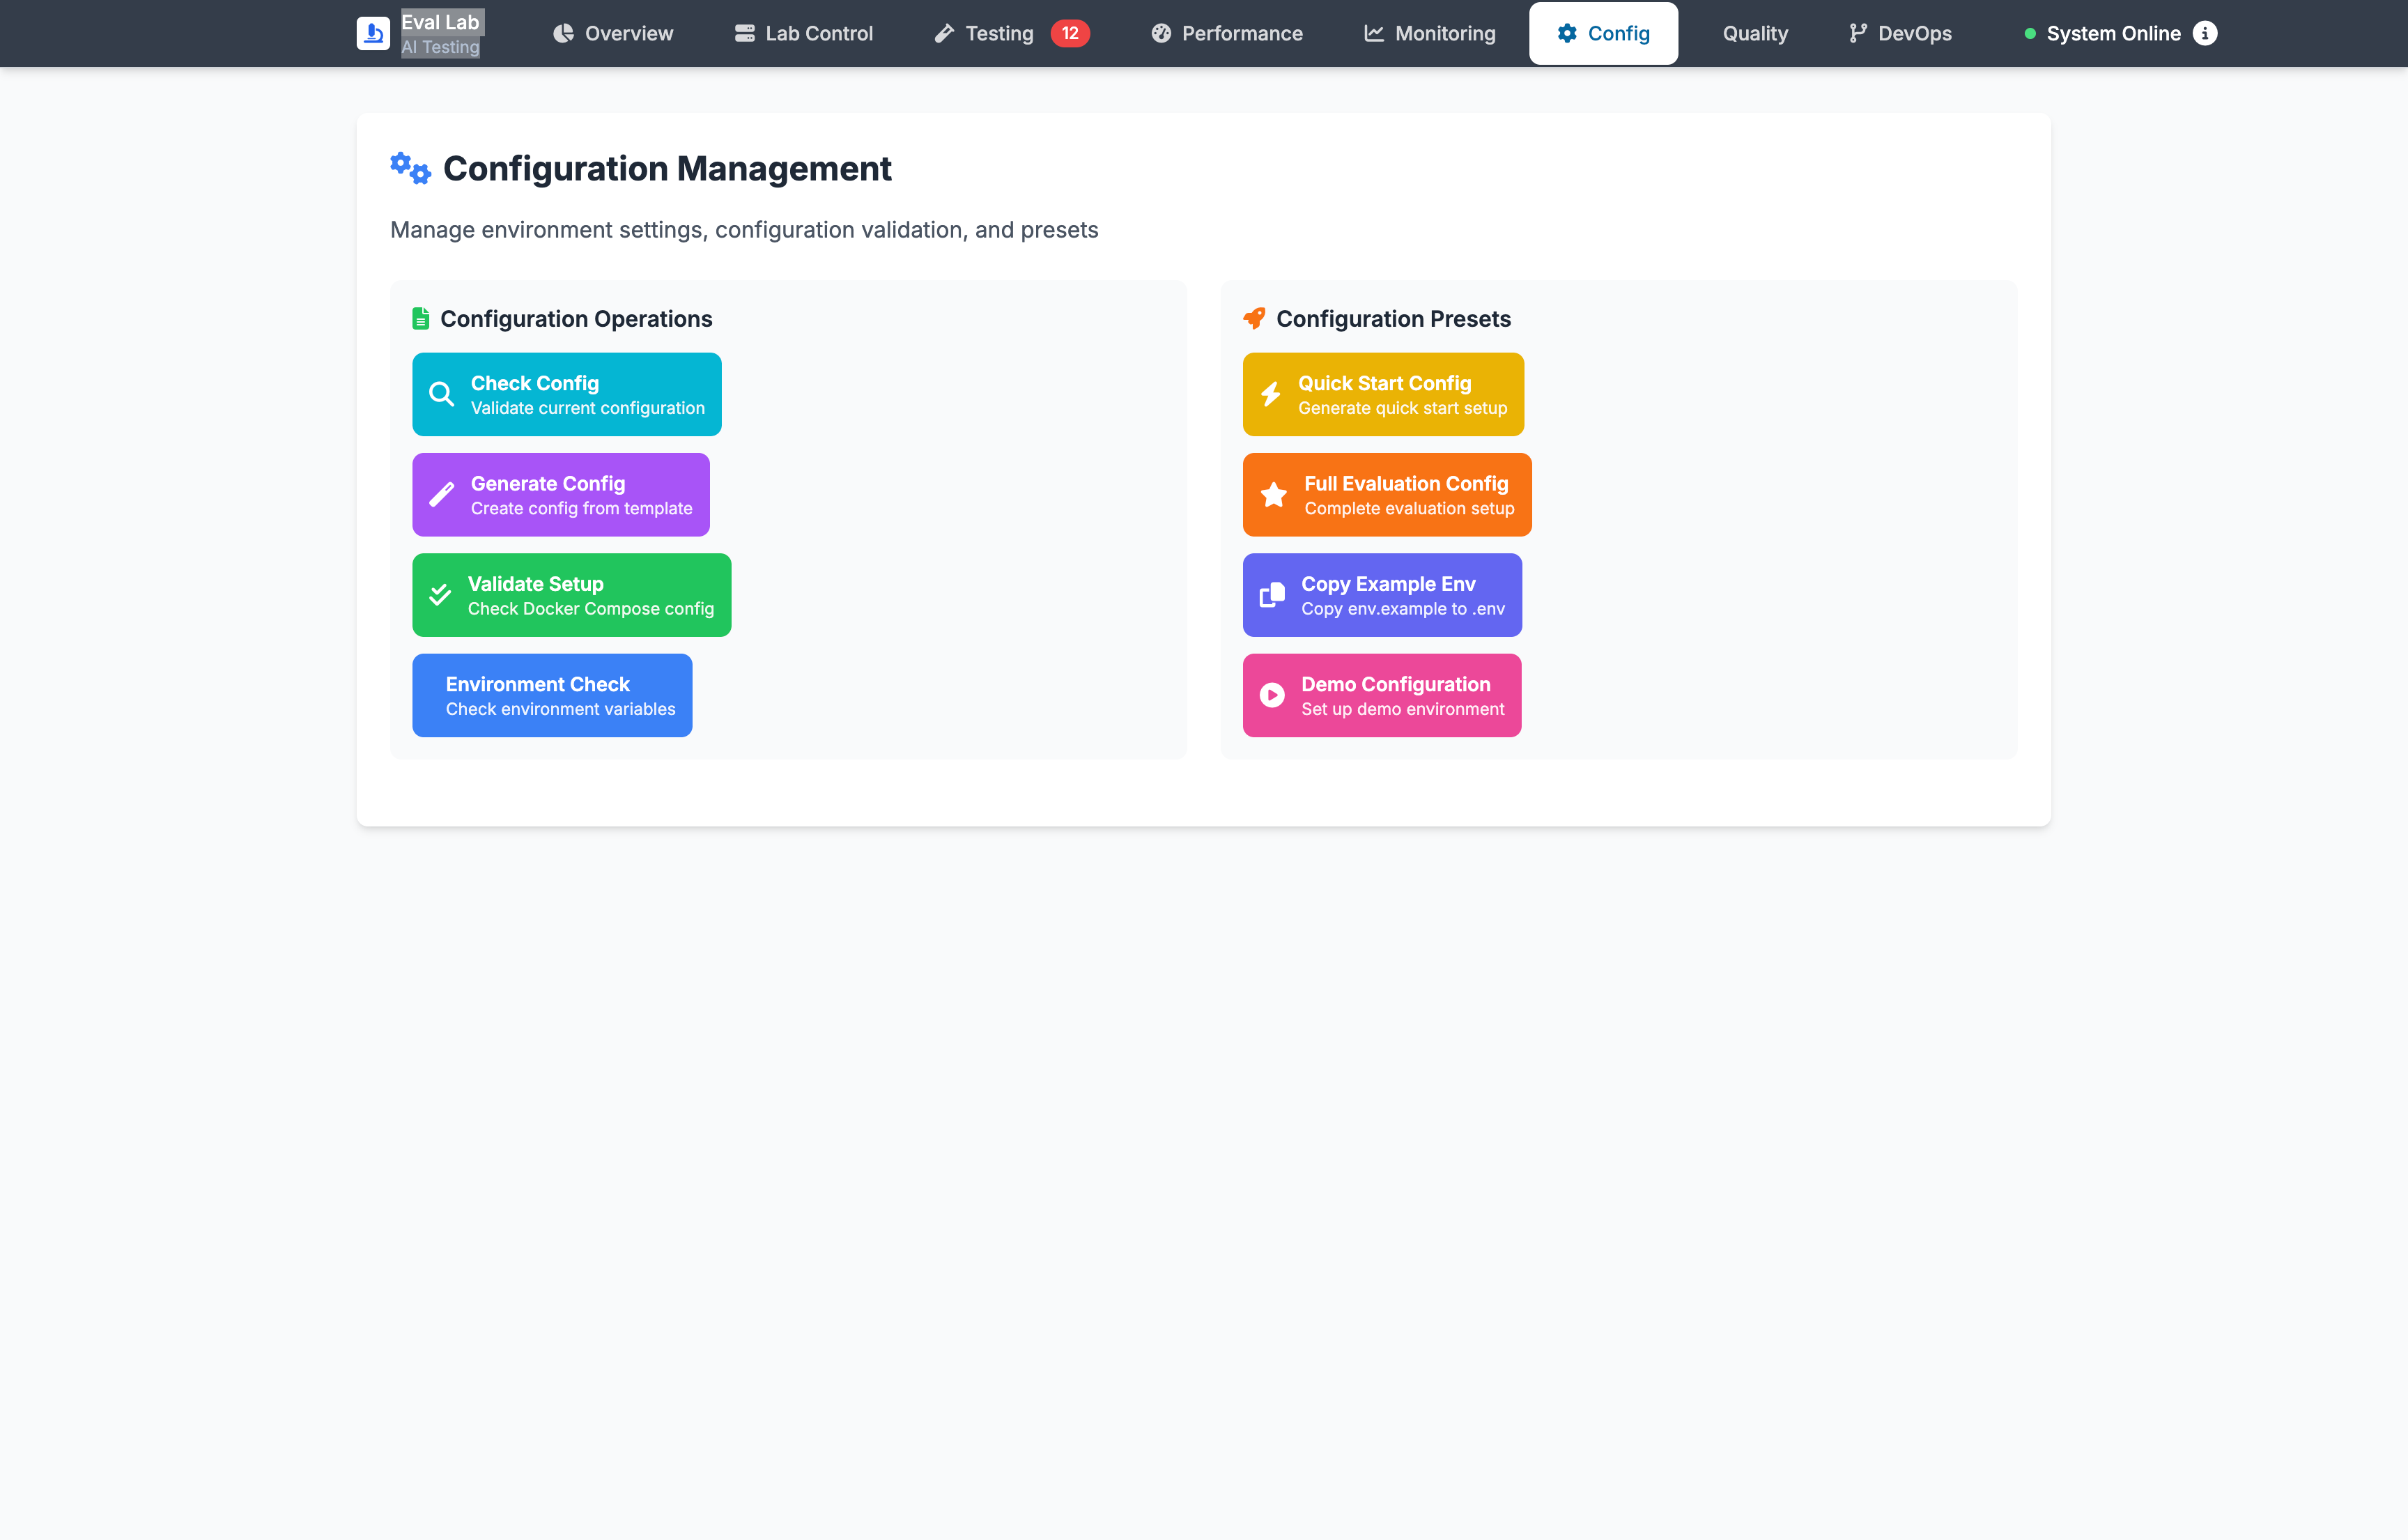 Eval Lab
AI Testing
Overview
Lab Control
Testing 12
Performance
Monitoring
Config
Quality
DevOps
System Online
Configuration Management
Manage environment settings, configuration validation, and presets
Configuration Operations
Check Config
Validate current configuration
Generate Config
Create config from template
Validate Setup
Check Docker Compose config
Environment Check
Check environment variables
Configuration Presets
Quick Start Config
Generate quick start setup
Full Evaluation Config
Complete evaluation setup
Copy Example Env
Copy env.example to .env
Demo Configuration
Set up demo environment